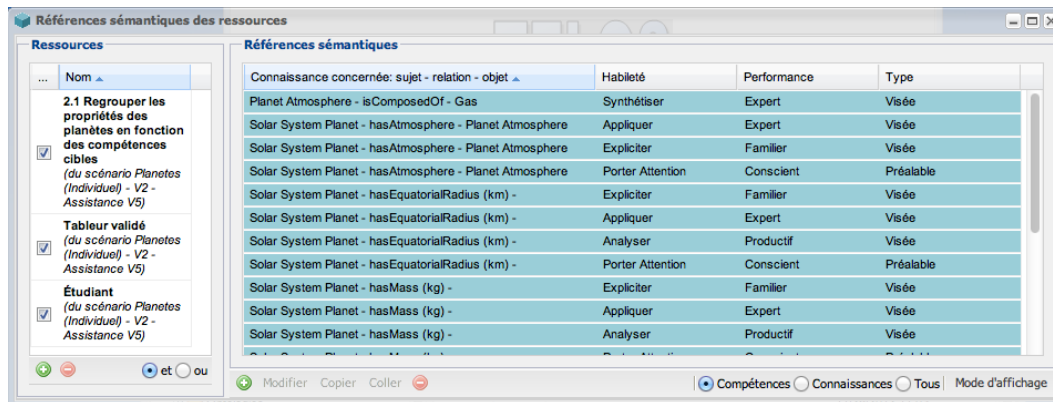 Références sémantiques des ressources
Ressources
... Nom
2.1 Regrouper les
propriétés des
planètes en fonction
des compétences
cibles
(du scénario Planetes
(Individuel) - V2 -
Assistance V5)
Tableur validé
(du scénario Planetes
(Individuel) - V2 -
Assistance V5)
Étudiant
(du scénario Planetes
(Individuel) - V2 -
Assistance V5)
et ou
Références sémantiques
Connaissance concernée: sujet - relation - objet Habileté Performance Type
Planet Atmosphere - isComposedOf - Gas Synthétiser Expert Visée
Solar System Planet - hasAtmosphere - Planet Atmosphere Appliquer Expert Visée
Solar System Planet - hasAtmosphere - Planet Atmosphere Expliciter Familier Visée
Solar System Planet - hasAtmosphere - Planet Atmosphere Porter Attention Conscient Préalable
Solar System Planet - hasEquatorialRadius (km) - Expliciter Familier Visée
Solar System Planet - hasEquatorialRadius (km) - Appliquer Expert Visée
Solar System Planet - hasEquatorialRadius (km) - Analyser Productif Visée
Solar System Planet - hasEquatorialRadius (km) - Porter Attention Conscient Préalable
Solar System Planet - hasMass (kg) - Expliciter Familier Visée
Solar System Planet - hasMass (kg) - Appliquer Expert Visée
Solar System Planet - hasMass (kg) - Analyser Productif Visée
Modifier Copier Coller Compétences Connaissances Tous Mode d'affichage